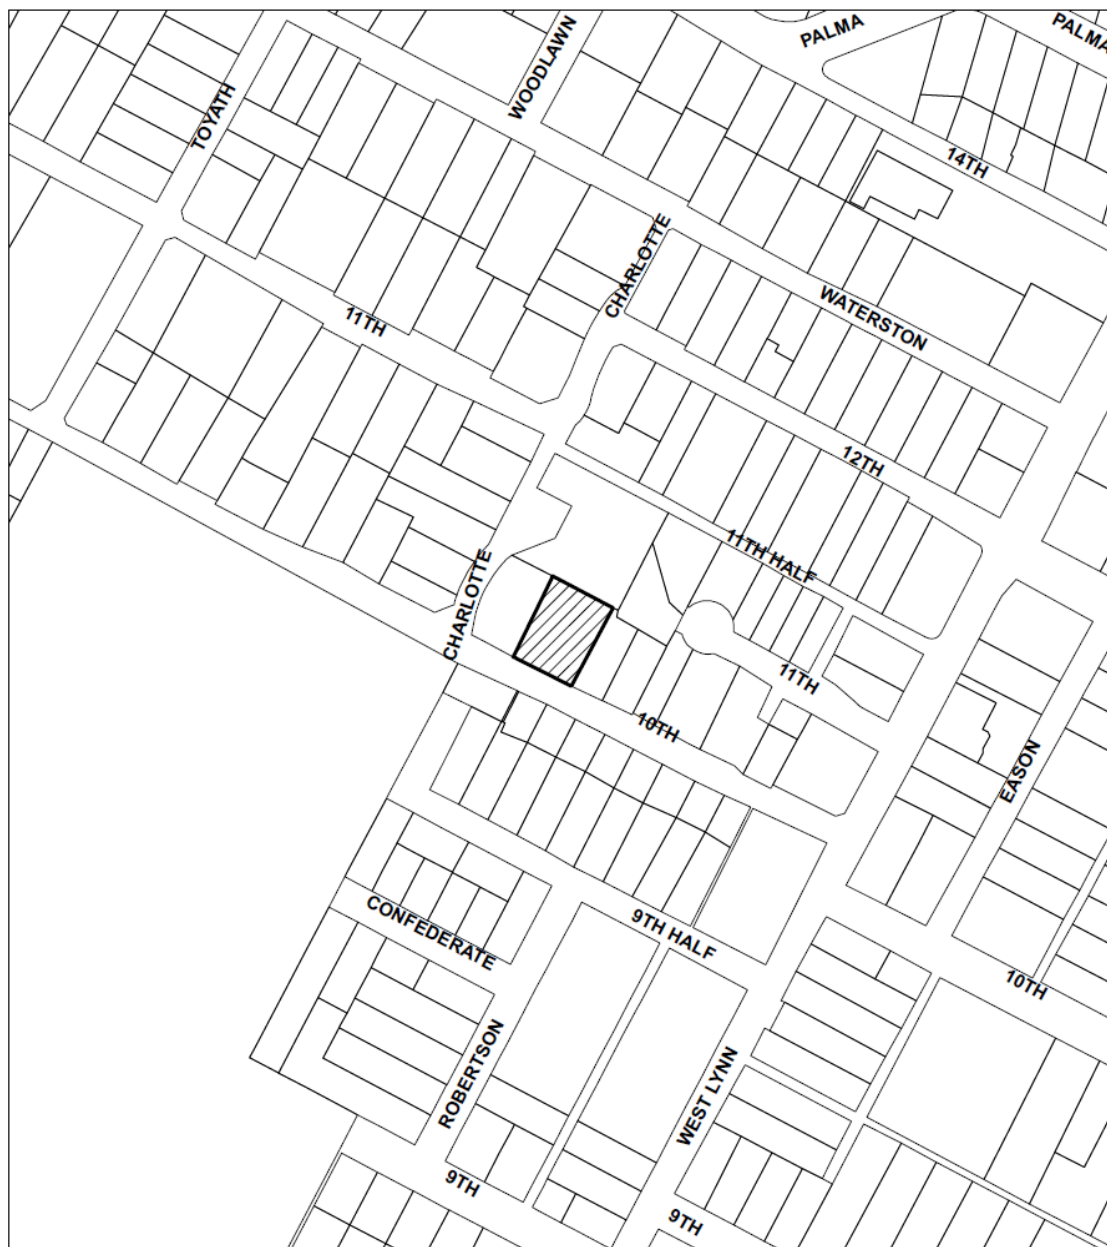 PALMA
PALMA
WOODLAWN
TOYATH
14TH
CHARLOTTE
WATERSTON
11TH
12TH
11TH HALF
CHARLOTTE
11TH
10TH
EASON
CONFEDERATE
9TH HALF
10TH
ROBERTSON
WEST LYNN
9TH
9TH